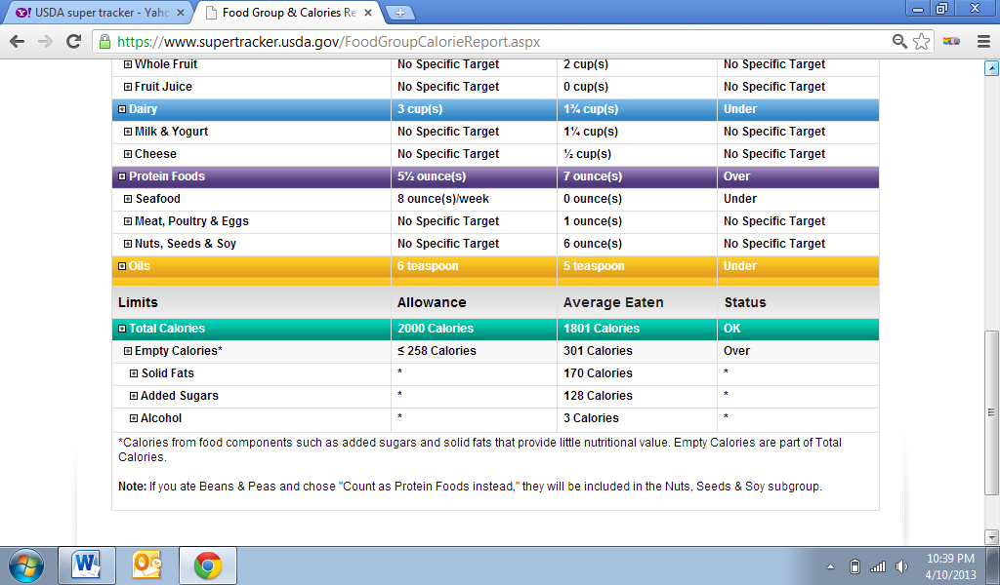 USDA super tracker - Yaho
Food Group & Calories Re
https://www.supertracker.usda.gov/FoodGroupCalorieReport.aspx
Whole Fruit No Specific Target 2 cup(s) No Specific Target
Fruit Juice No Specific Target 0 cup(s) No Specific Target
Dairy 3 cup(s) 1¾ cup(s) Under
Milk & Yogurt No Specific Target 1¼ cup(s) No Specific Target
Cheese No Specific Target ½ cup(s) No Specific Target
Protein Foods 5½ ounce(s) 7 ounce(s) Over
Seafood 8 ounce(s)/week 0 ounce(s) Under
Meat, Poultry & Eggs No Specific Target 1 ounce(s) No Specific Target
Nuts, Seeds & Soy No Specific Target 6 ounce(s) No Specific Target
Oils 6 teaspoon 5 teaspoon Under
Limits Allowance Average Eaten Status
Total Calories 2000 Calories 1801 Calories OK
Empty Calories* ≤ 258 Calories 301 Calories Over
Solid Fats * 170 Calories *
Added Sugars * 128 Calories *
Alcohol * 3 Calories *
*Calories from food components such as added sugars and solid fats that provide little nutritional value. Empty Calories are part of Total
Calories.
Note: If you ate Beans & Peas and chose "Count as Protein Foods instead," they will be included in the Nuts, Seeds & Soy subgroup.
10:39 PM
4/10/2013